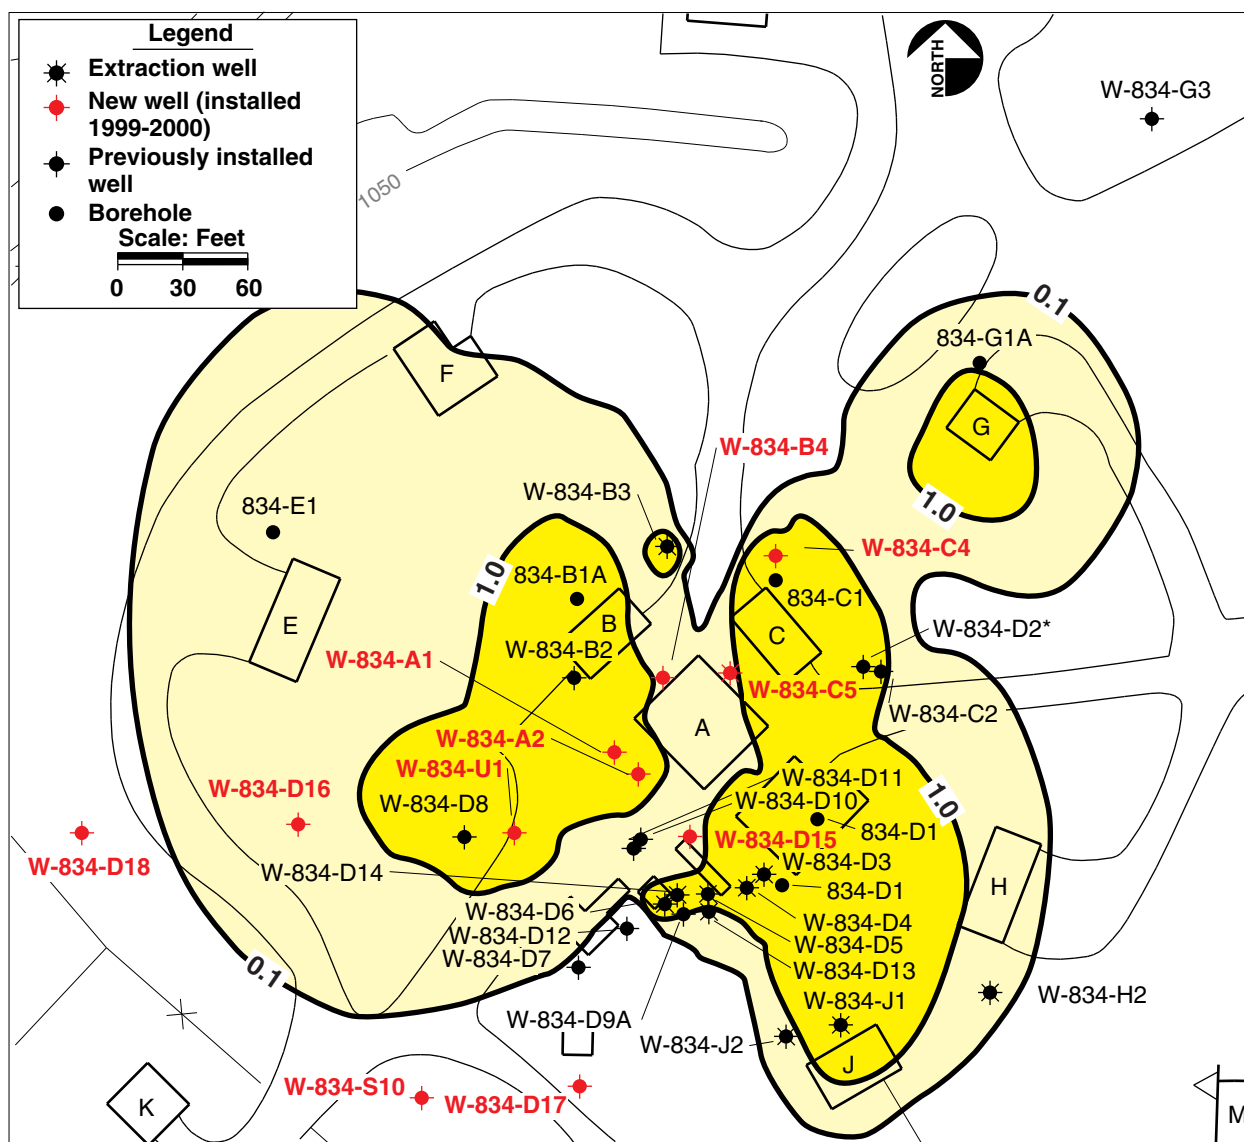 Legend
Extraction well
New well (installed
1999-2000)
Previously installed
well
Borehole
Scale: Feet
0 30 60
NORTH
W-834-G3
1050
0.1
834-G1A
F
G
W-834-B4
W-834-B3
1.0
834-E1
W-834-C4
1.0
834-B1A
834-C1
E
B
C
W-834-D2*
W-834-B2
W-834-A1
W-834-C5
W-834-C2
A
W-834-A2
W-834-U1
W-834-D11
W-834-D16
W-834-D10
1.0
W-834-D8
834-D1
W-834-D15
W-834-D18
W-834-D14
W-834-D3
834-D1
H
W-834-D6
W-834-D4
W-834-D12
W-834-D5
W-834-D7
W-834-D13
0.1
W-834-J1
W-834-H2
W-834-D9A
W-834-J2
J
W-834-S10
W-834-D17
K
M